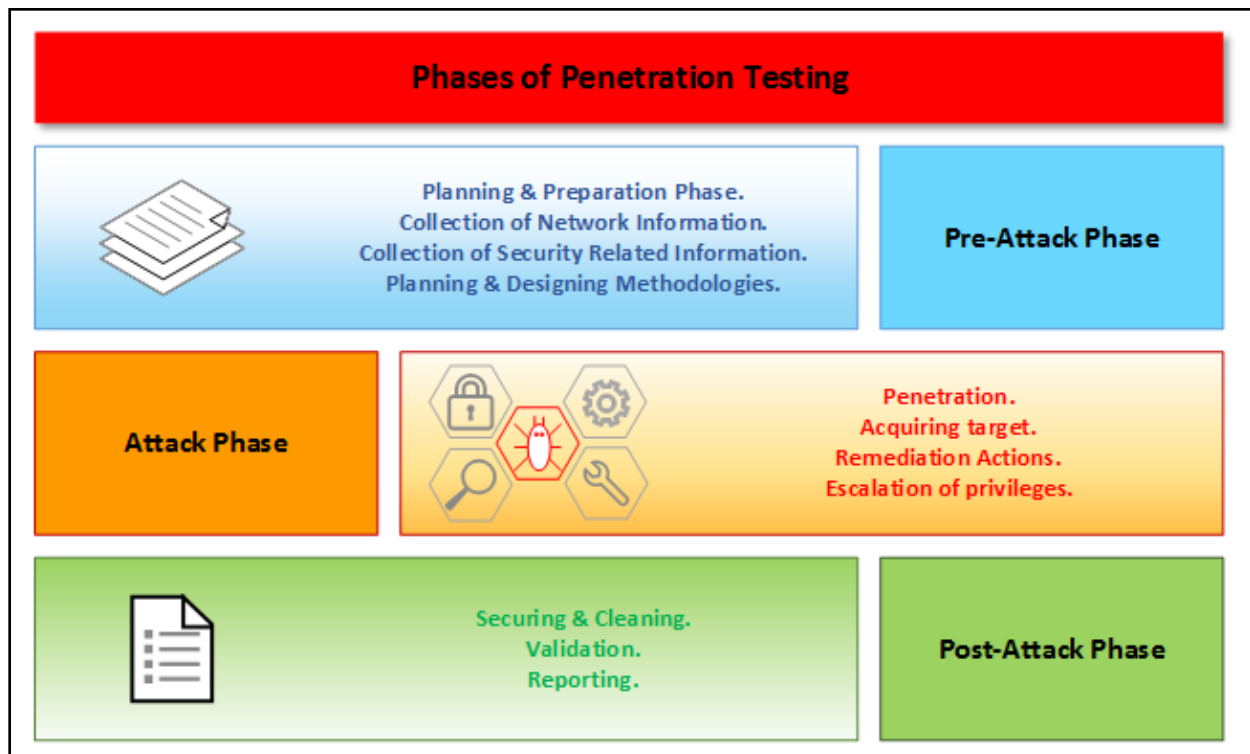 Phases of Penetration Testing
Planning & Preparation Phase.
Collection of Network Information.
Collection of Security Related Information.
Planning & Designing Methodologies.
Pre-Attack Phase
Attack Phase
Penetration.
Acquiring target.
Remediation Actions.
Escalation of privileges.
Securing & Cleaning.
Validation.
Reporting.
Post-Attack Phase